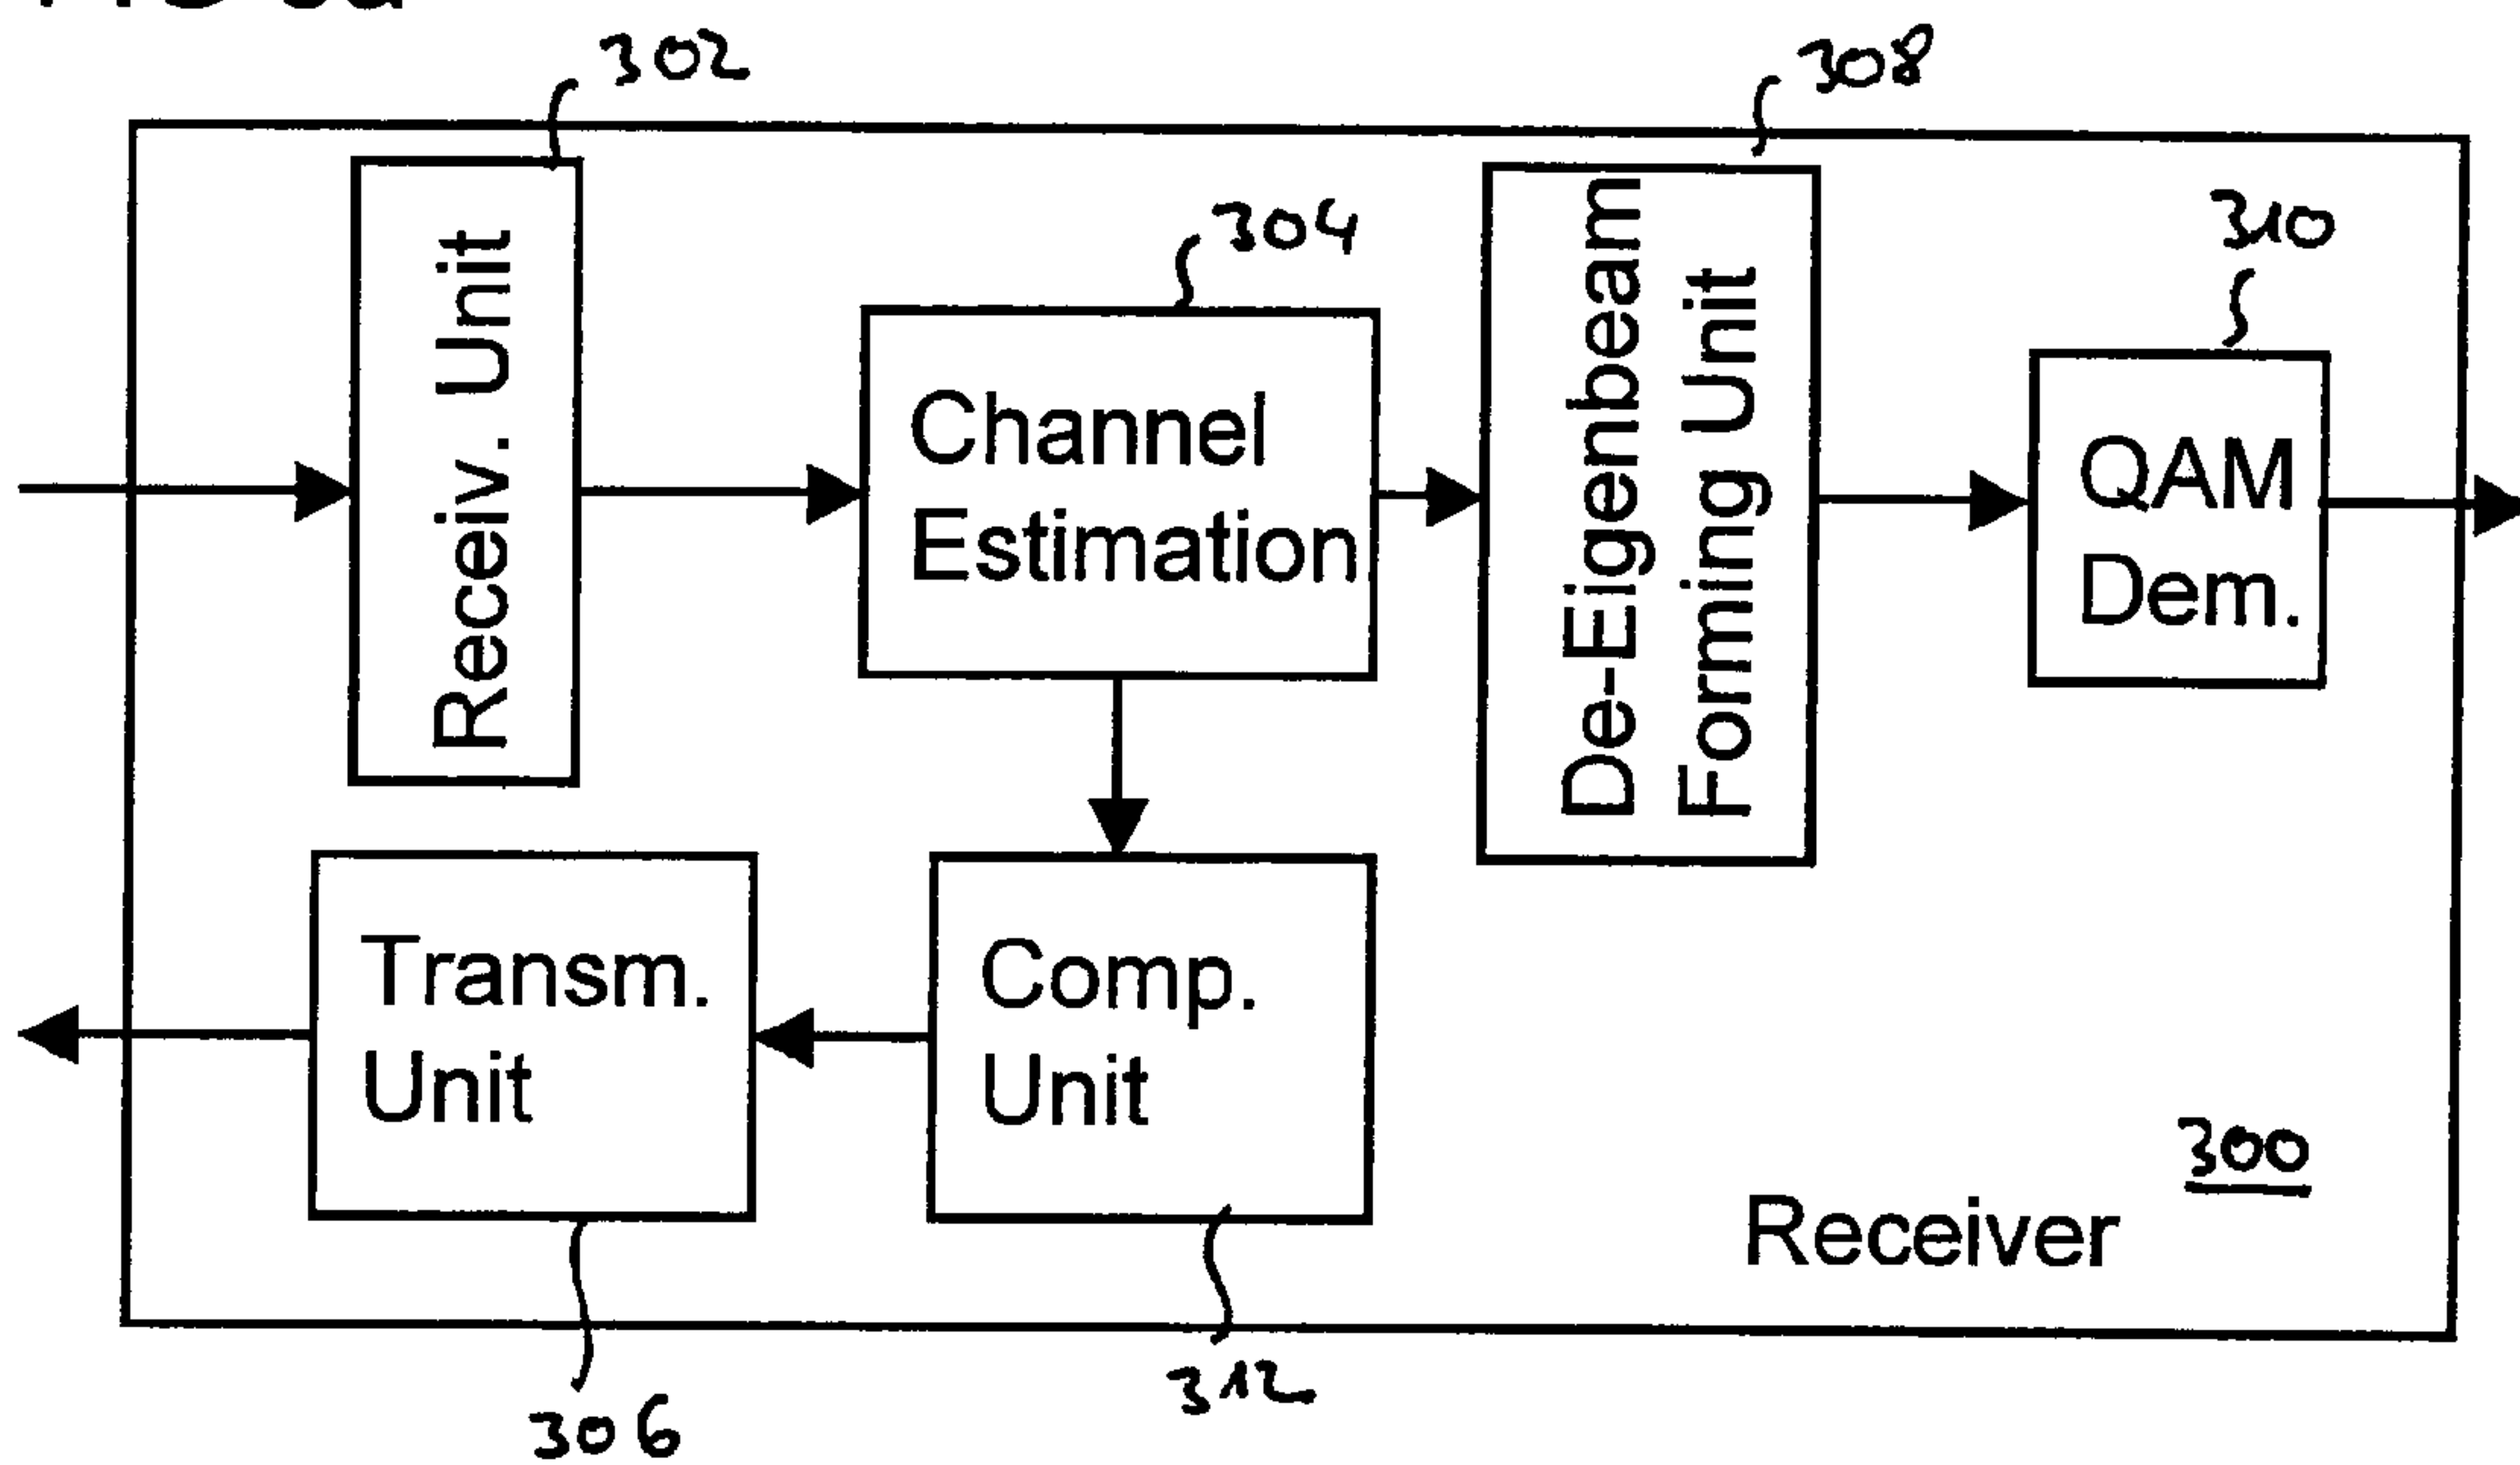 302
308
304
310
Receiv. Unit
Channel
Estimation
De-Eigenbeam
Forming Unit
QAM
Dem.
Transm.
Unit
Comp.
Unit
300
Receiver
306
312